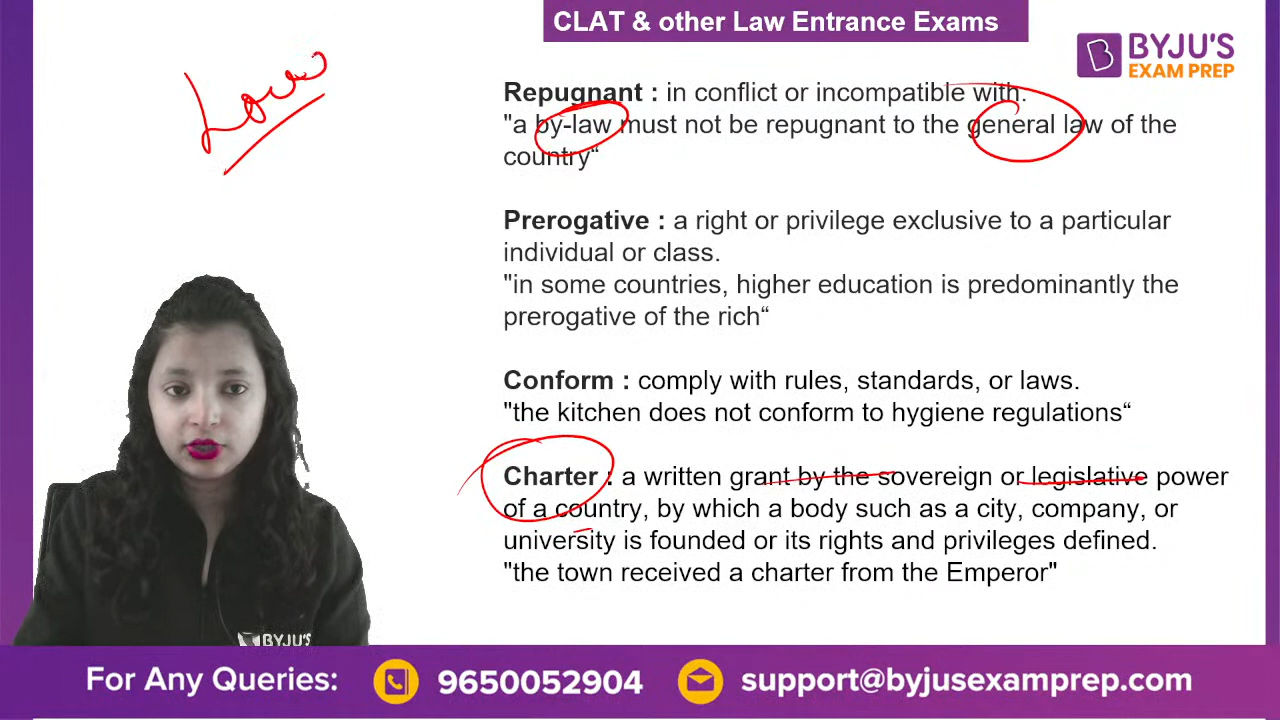 CLAT & other Law Entrance Exams
BYJU'S
EXAM PREP
Law
Repugnant : in conflict or incompatible with.
"a by-law must not be repugnant to the general law of the
country“
Prerogative : a right or privilege exclusive to a particular
individual or class.
"in some countries, higher education is predominantly the
prerogative of the rich“
Conform : comply with rules, standards, or laws.
"the kitchen does not conform to hygiene regulations“
Charter : a written grant by the sovereign or legislative power
of a country, by which a body such as a city, company, or
university is founded or its rights and privileges defined.
"the town received a charter from the Emperor"
BYJU'S
For Any Queries:
9650052904
support@byjusexamprep.com